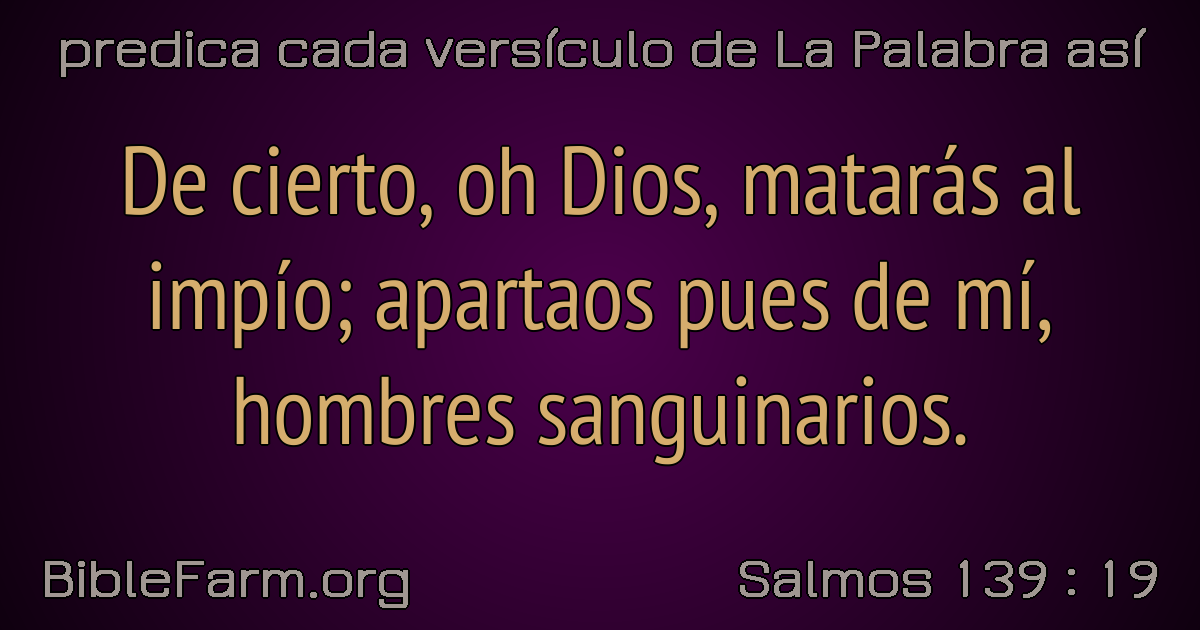 predica cada versículo de La Palabra así
De cierto, oh Dios, matarás al
impío; apartaos pues de mí,
hombres sanguinarios.
BibleFarm.org
Salmos 139 : 19